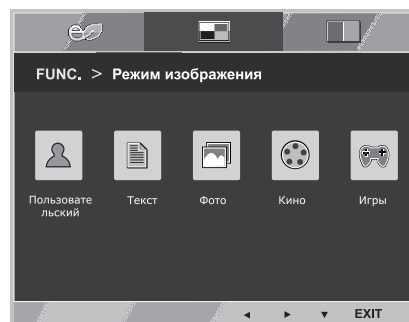 FUNC. > Режим изображения
Пользовате
льский
Текст
Фото
Кино
Игры
EXIT